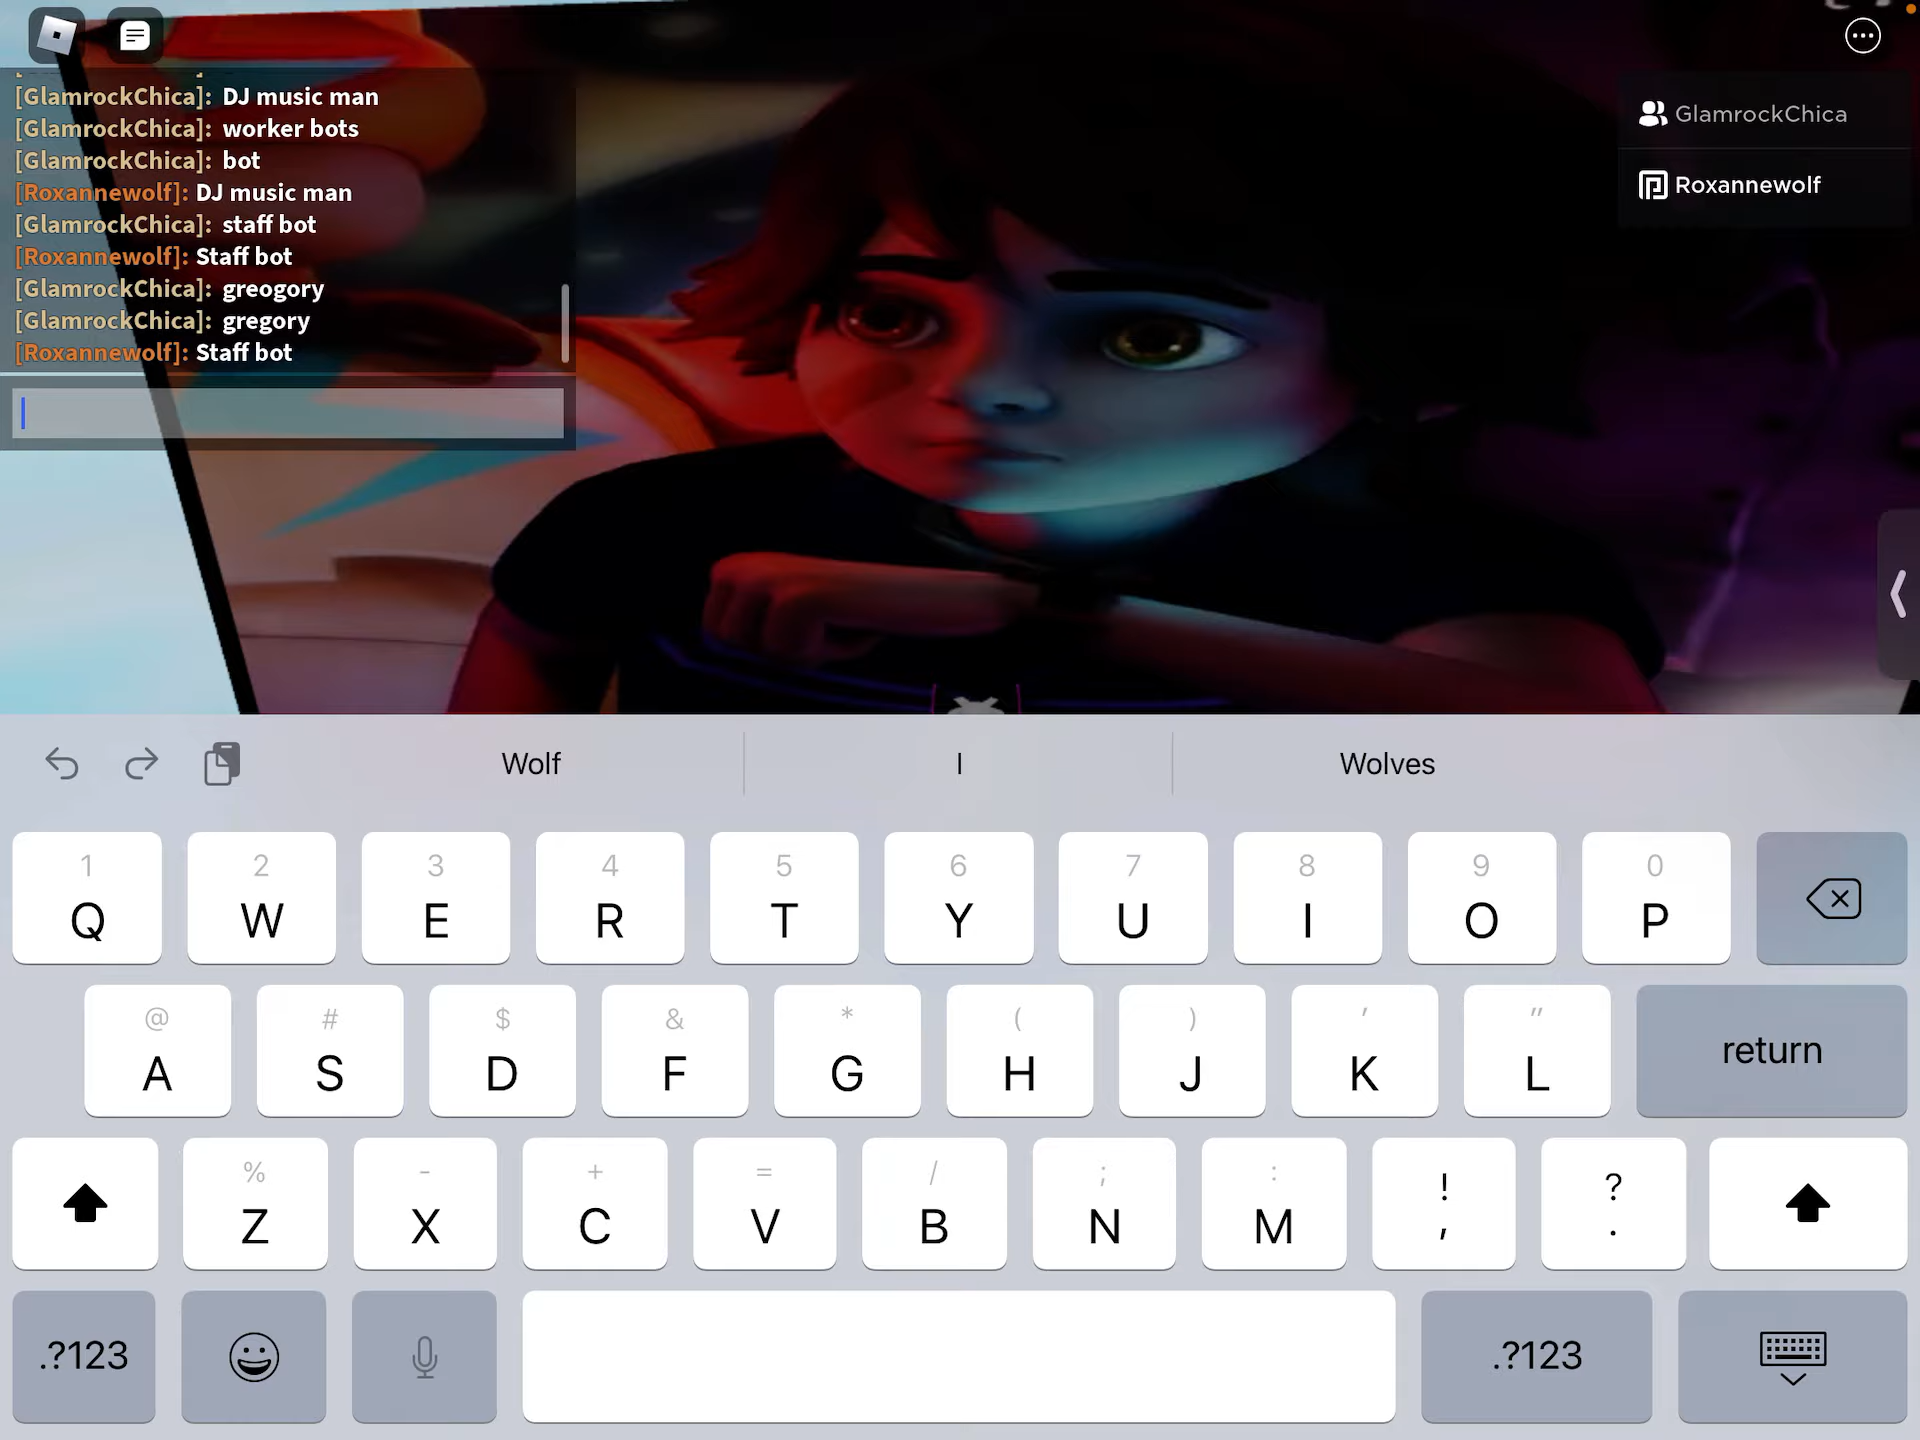 [GlamrockChica]: DJ music man
[GlamrockChica]: worker bots
[GlamrockChica]: bot
[Roxannewolf]: DJ music man
[GlamrockChica]: staff bot
[Roxannewolf]: Staff bot
[GlamrockChica]: greogory
[GlamrockChica]: gregory
[Roxannewolf]: Staff bot
GlamrockChica
Roxannewolf
Wolf I Wolves
1 2 3 4 5 6 7 8 9 0
Q W E R T Y U I O P
@ # $ & * ( ) ' "
A S D F G H J K L return
% - + = / ; : ! ?
Z X C V B N M , .
.?123 .?123